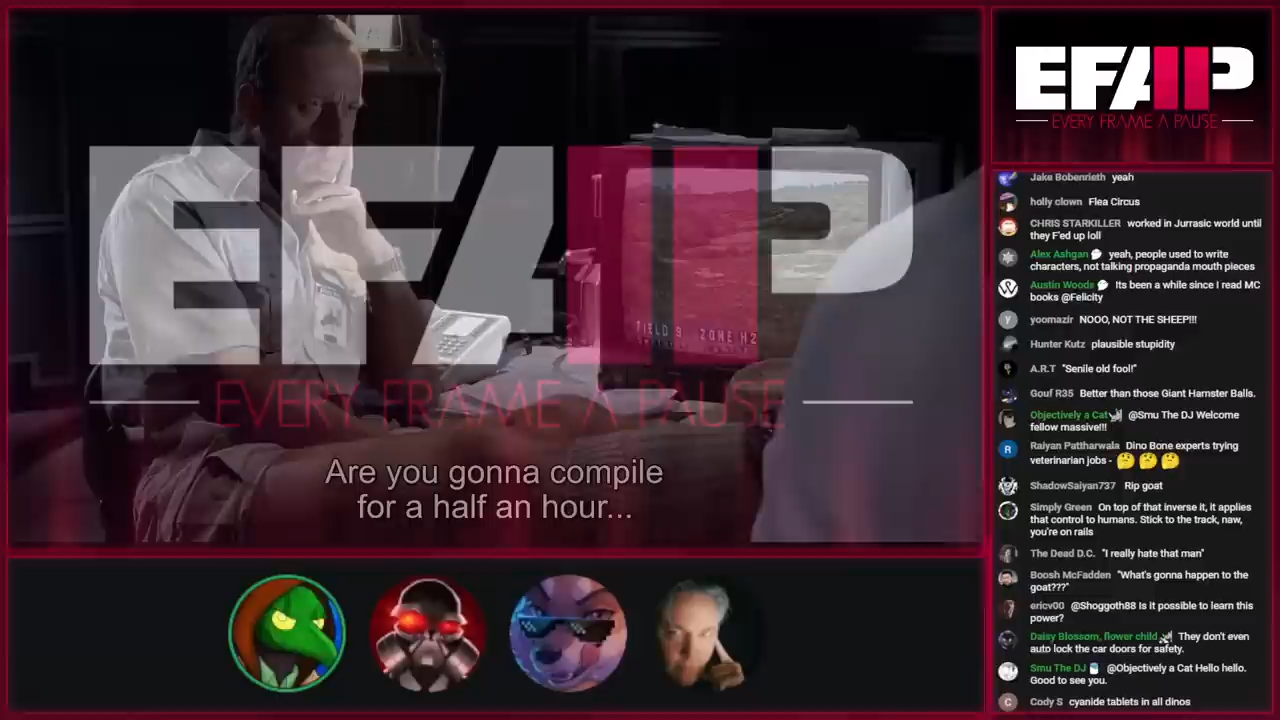 EFAP
EVERY FRAME A PAUSE
FIELD 9 ZONE H2
Are you gonna compile
for a half an hour...
EFAP
EVERY FRAME A PAUSE
Jake Bobenrieth yeah
holly clown Flea Circus
CHRIS STARKILLER worked in Jurrasic world until
they F'ed up loll
Alex Ashgan yeah, people used to write
characters, not talking propaganda mouth pieces
Austin Woods Its been a while since I read MC
books @Felicity
yoomazir NOOO, NOT THE SHEEP!!!
Hunter Kutz plausible stupidity
A.R.T "Senile old fool!"
Gouf R35 Better than those Giant Hamster Balls.
Objectively a Cat @Smu The DJ Welcome
fellow massive!!!
Raiyan Pattharwala Dino Bone experts trying
veterinarian jobs - 🤔 🤔 🤔
ShadowSaiyan737 Rip goat
Simply Green On top of that inverse it, it applies
that control to humans. Stick to the track, naw,
you're on rails
The Dead D.C. "I really hate that man"
Boosh McFadden "What's gonna happen to the
goat???"
ericv00 @Shoggoth88 Is it possible to learn this
power?
Daisy Blossom, flower child They don't even
auto lock the car doors for safety.
Smu The DJ @Objectively a Cat Hello hello.
Good to see you.
Cody S cyanide tablets in all dinos